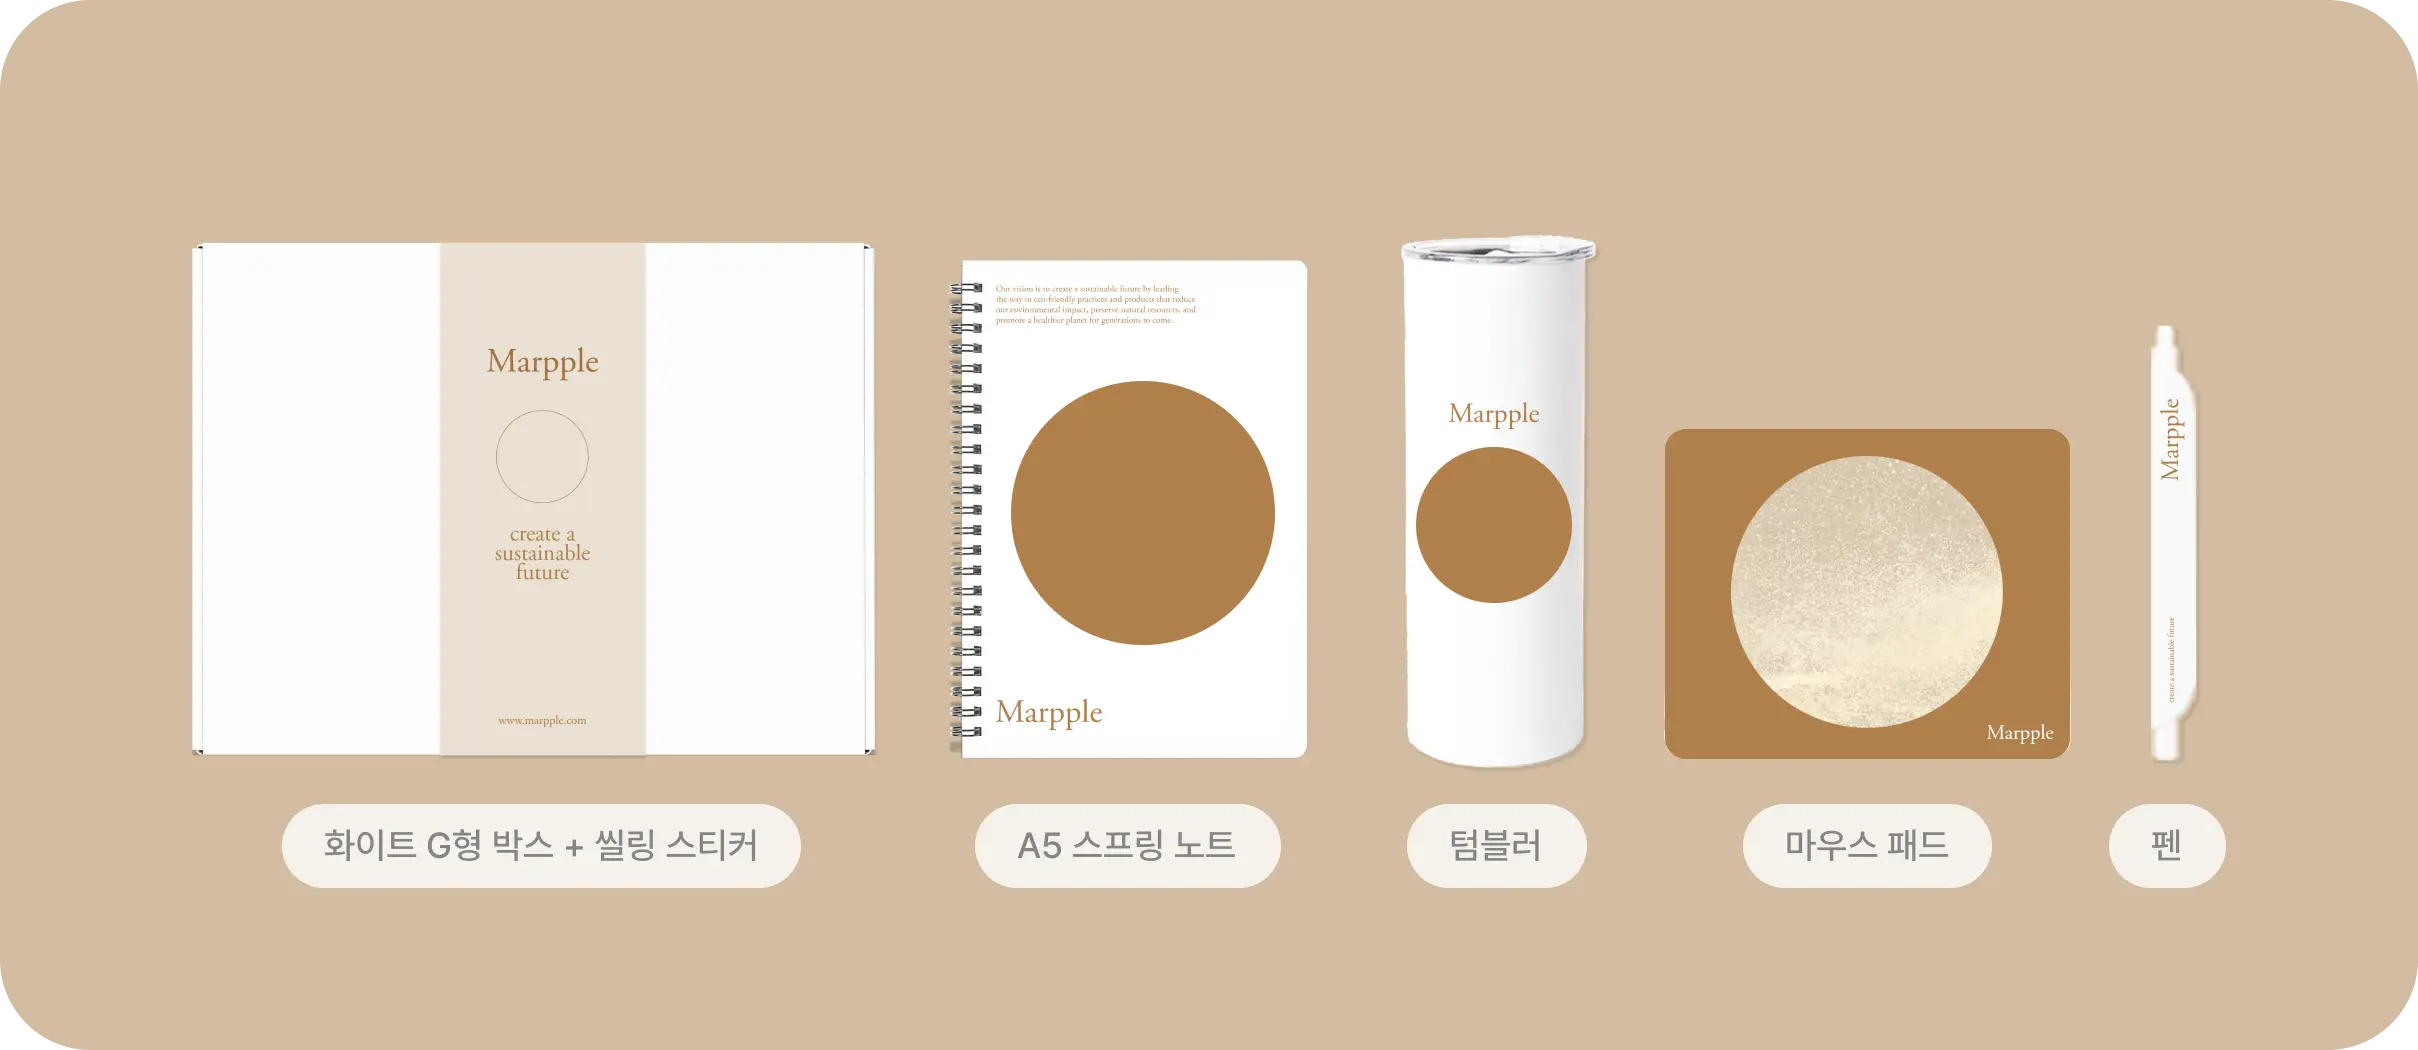 Marpple
create a
sustainable
future
www.marpple.com
Our vision is to create a sustainable future by leading
the way in eco-friendly practices and products that reduce
our environmental impact, preserve natural resources, and
promote a healthier planet for generations to come.
Marpple
Marpple
Marpple
Marpple
create a sustainable future
화이트 G형 박스 + 씰링 스티커
A5 스프링 노트
텀블러
마우스 패드
펜